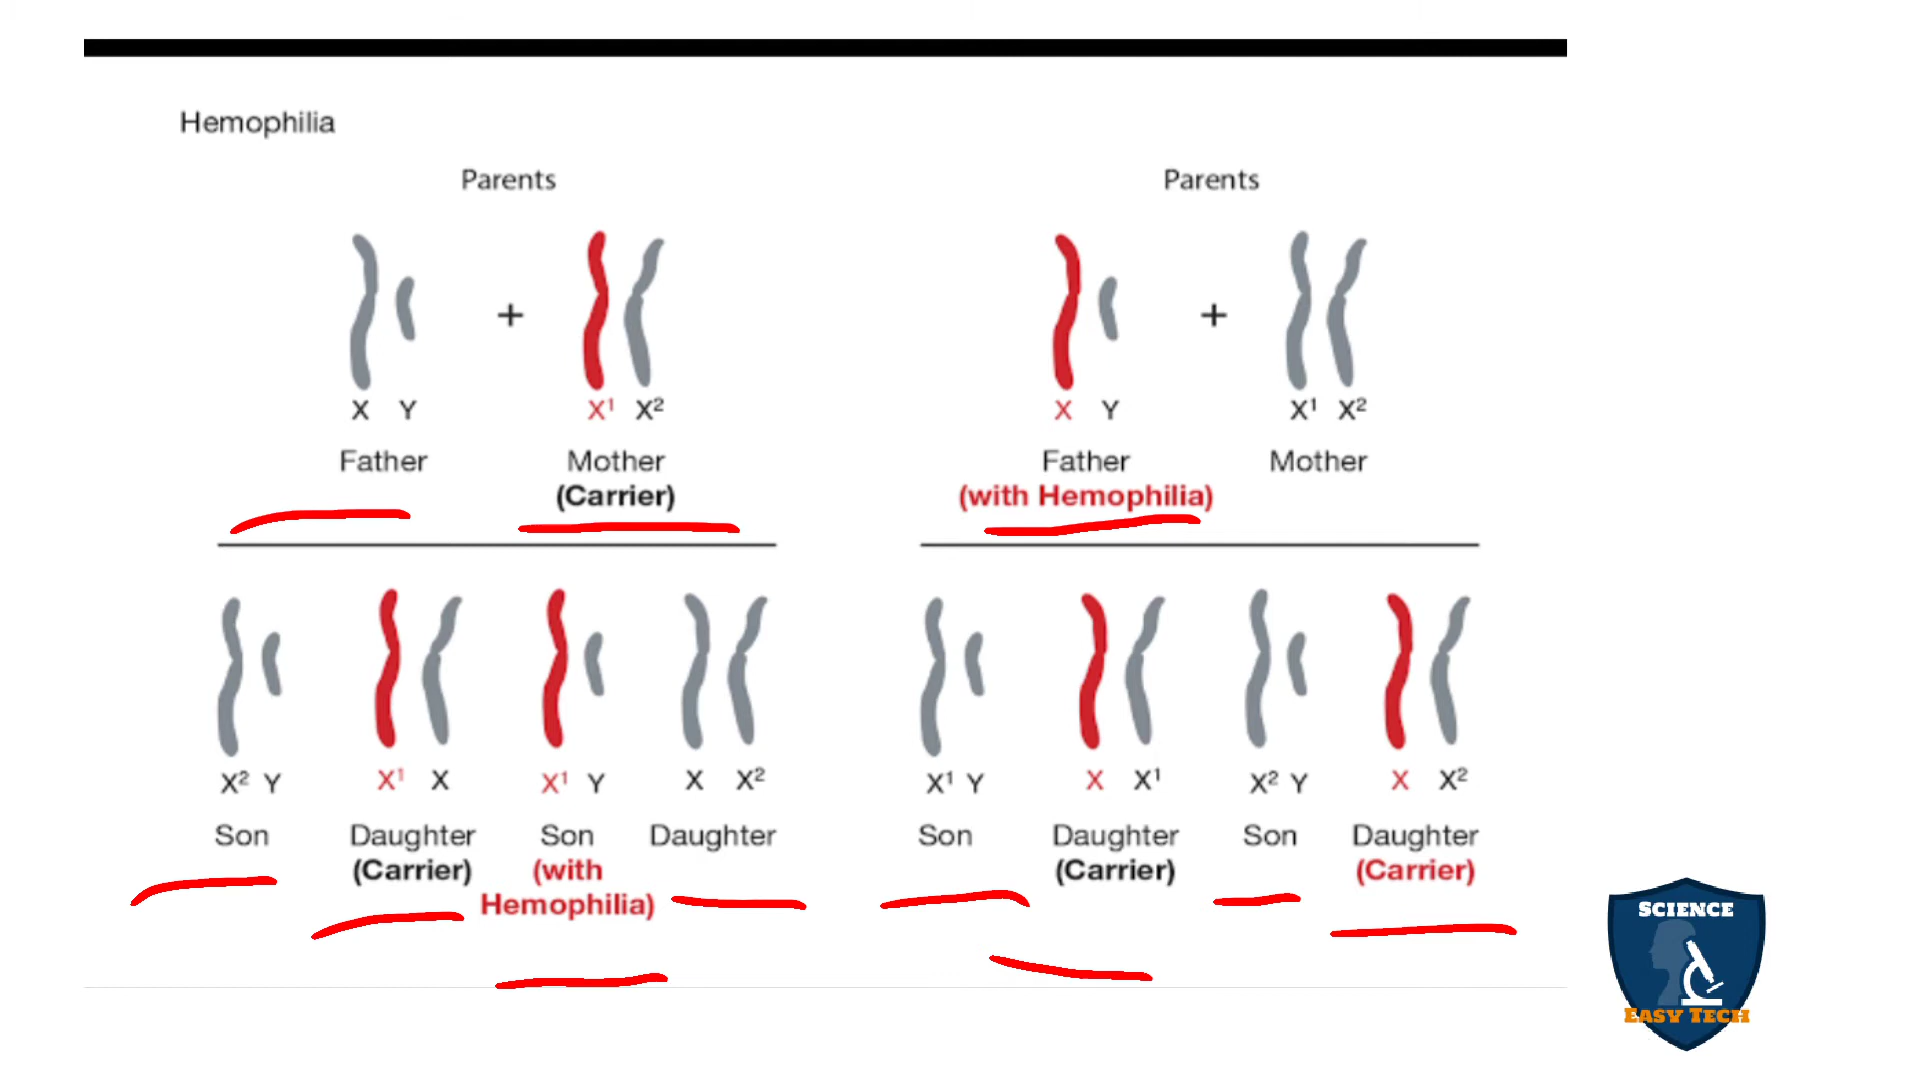 Hemophilia
Parents
Parents
X Y
+
X¹ X²
X Y
+
X¹ X²
Father
Mother
Father
Mother
(Carrier)
(with Hemophilia)
X² Y
X¹ X
X¹ Y
X X²
X¹ Y
X X¹
X² Y
X X²
Son
Daughter
Son
Daughter
Son
Daughter
Son
Daughter
(Carrier)
(with
(Carrier)
(Carrier)
Hemophilia)
SCIENCE
EASY TECH